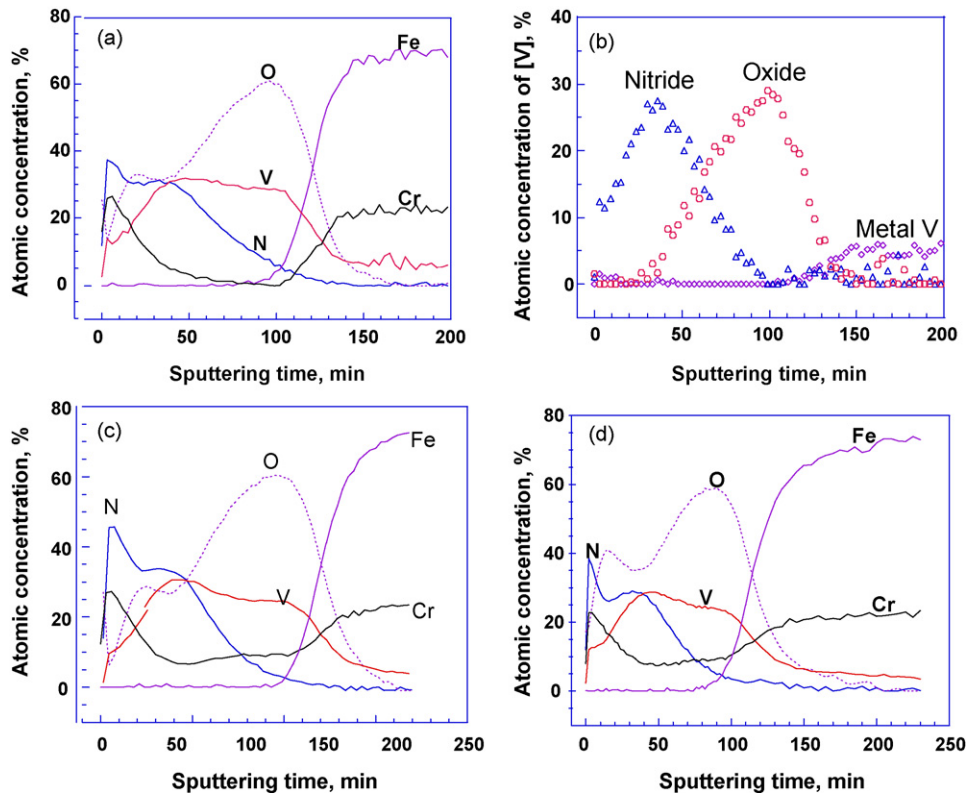 (a)
80
60
40
20
0
Atomic concentration, %
O
Fe
V
N
Cr
0 50 100 150 200
Sputtering time, min
(b)
40
30
20
10
0
Atomic concentration of [V], %
Nitride
Oxide
Metal V
0 50 100 150 200
Sputtering time, min
(c)
80
60
40
20
0
Atomic concentration, %
N
O
Fe
V
Cr
0 50 100 150 200 250
Sputtering time, min
(d)
80
60
40
20
0
Atomic concentration, %
Fe
O
N
V
Cr
0 50 100 150 200 250
Sputtering time, min